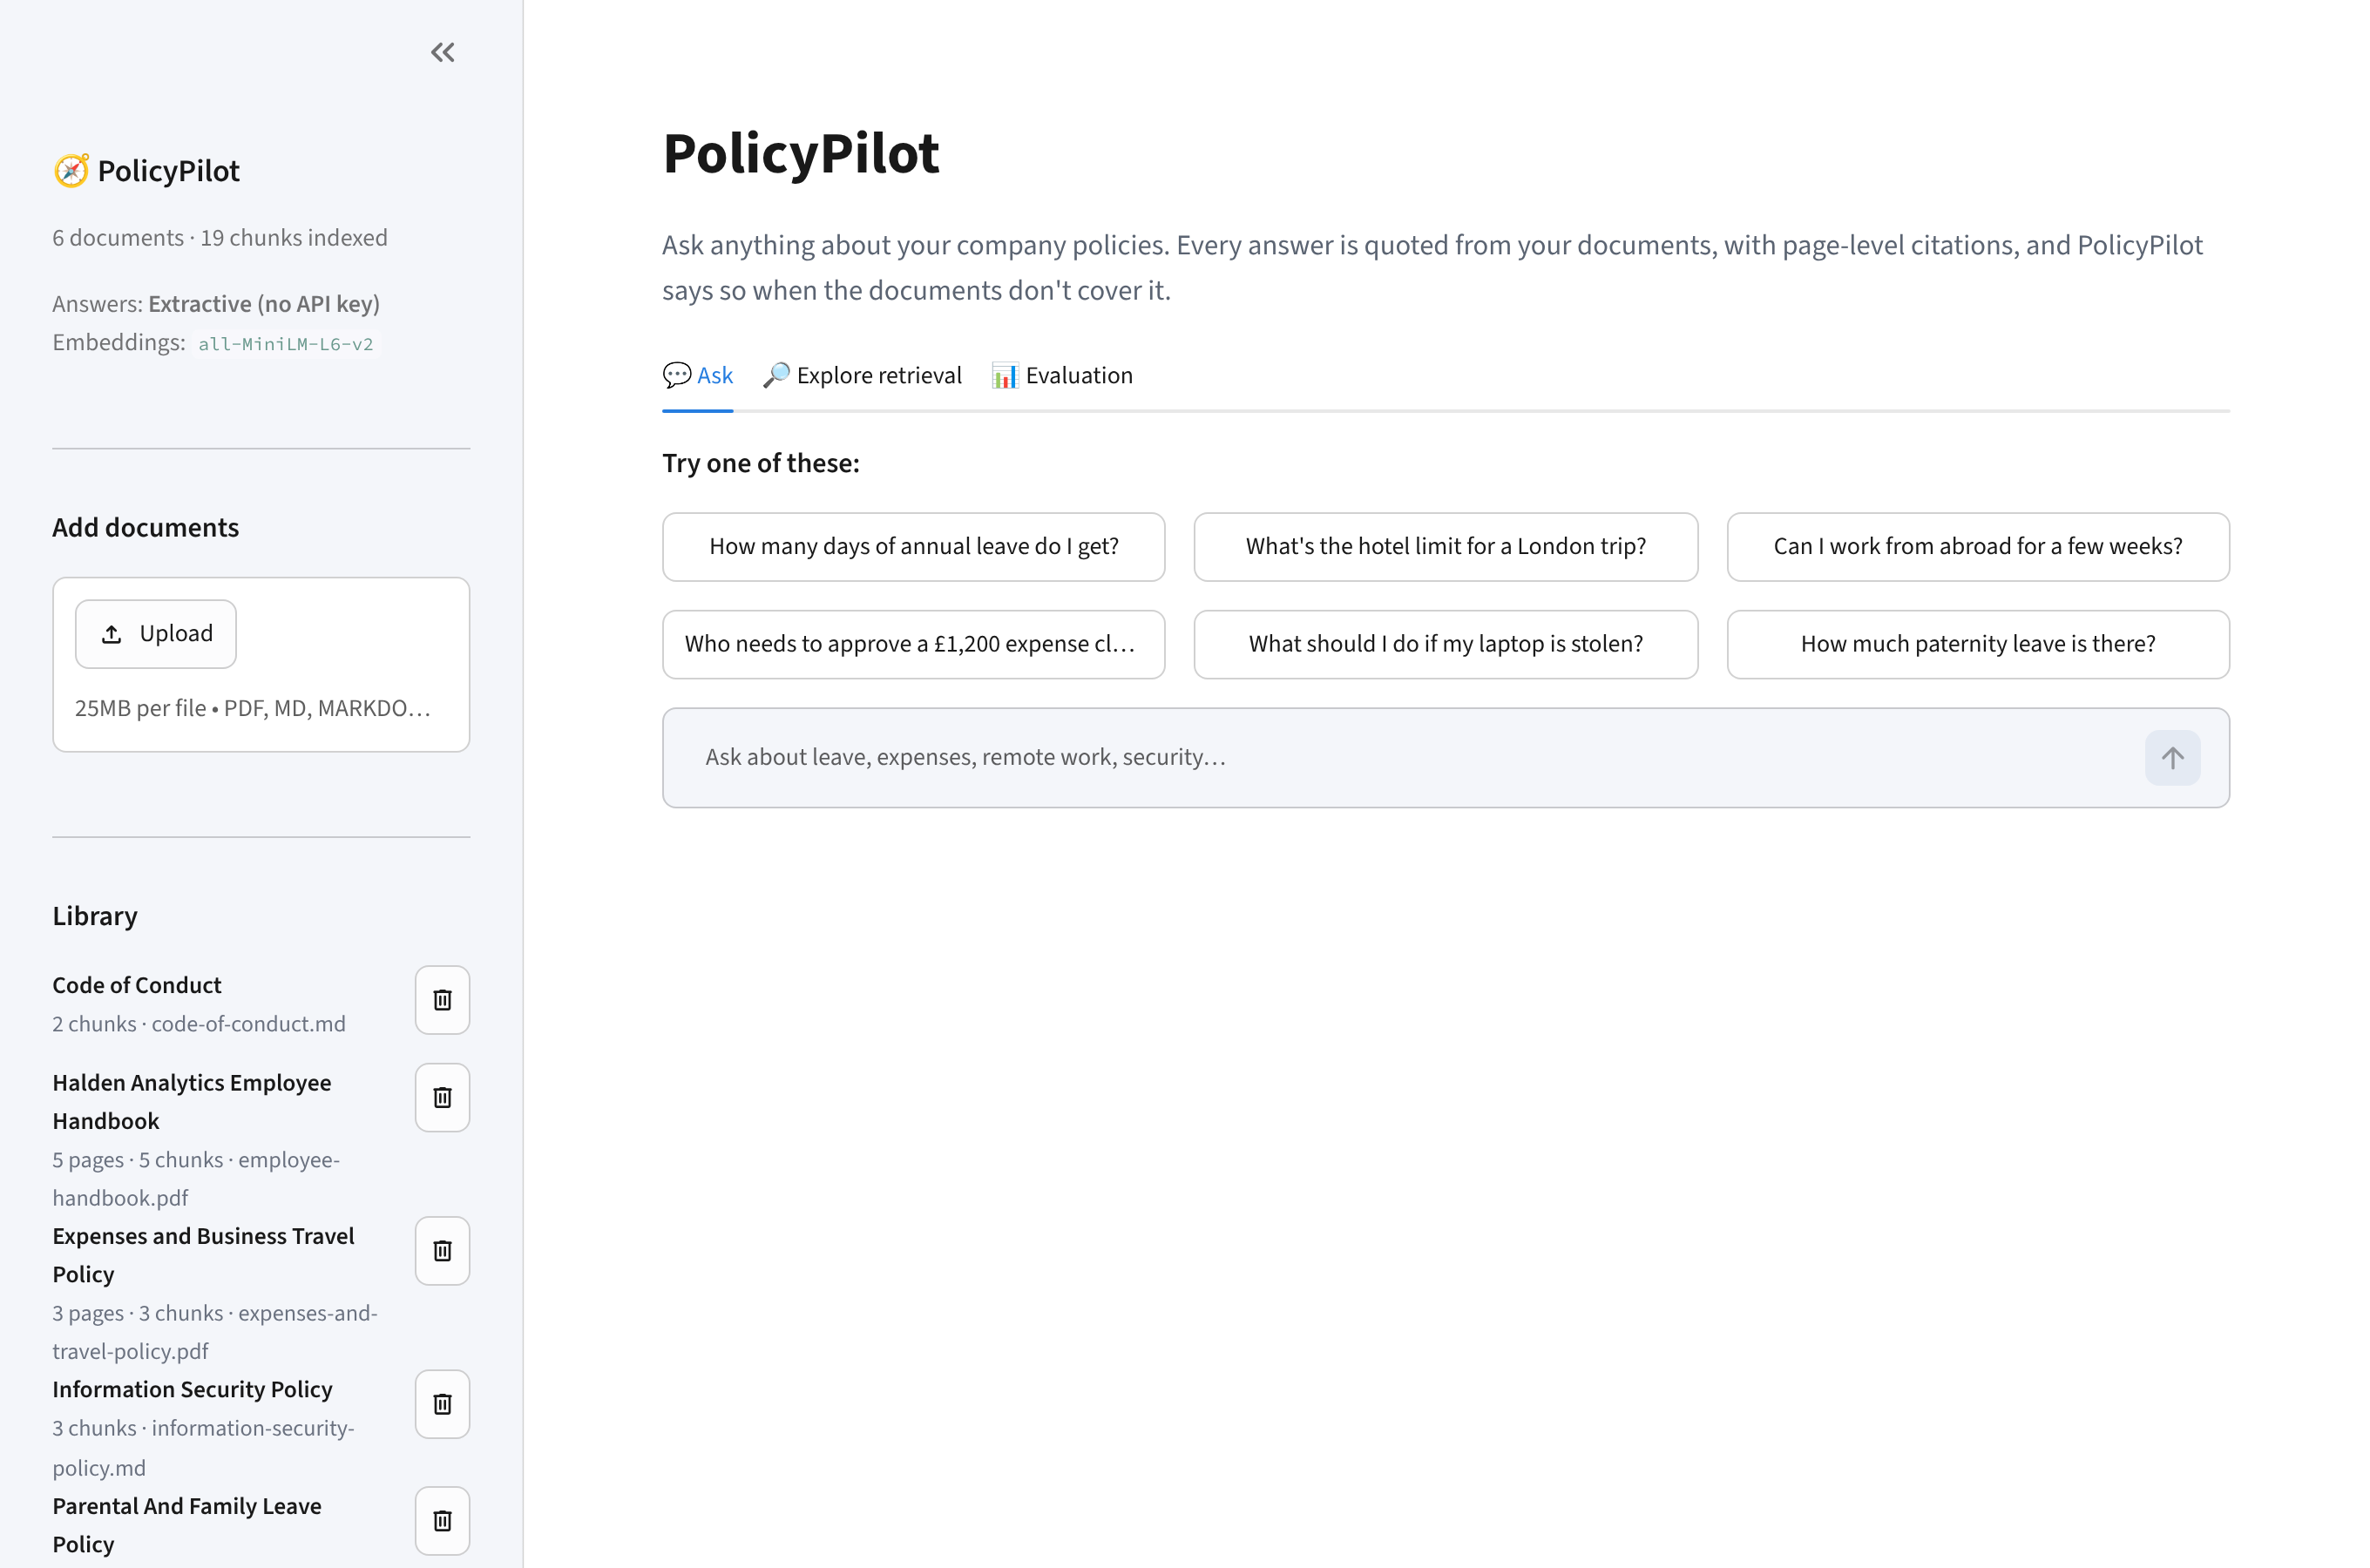 PolicyPilot
6 documents · 19 chunks indexed
Answers: Extractive (no API key)
Embeddings: all-MiniLM-L6-v2
Add documents
Upload
25MB per file • PDF, MD, MARKDO…
Library
Code of Conduct
2 chunks · code-of-conduct.md
Halden Analytics Employee
Handbook
5 pages · 5 chunks · employee-
handbook.pdf
Expenses and Business Travel
Policy
3 pages · 3 chunks · expenses-and-
travel-policy.pdf
Information Security Policy
3 chunks · information-security-
policy.md
Parental And Family Leave
Policy
PolicyPilot
Ask anything about your company policies. Every answer is quoted from your documents, with page-level citations, and PolicyPilot
says so when the documents don't cover it.
Ask
Explore retrieval
Evaluation
Try one of these:
How many days of annual leave do I get?
What's the hotel limit for a London trip?
Can I work from abroad for a few weeks?
Who needs to approve a £1,200 expense cl…
What should I do if my laptop is stolen?
How much paternity leave is there?
Ask about leave, expenses, remote work, security…